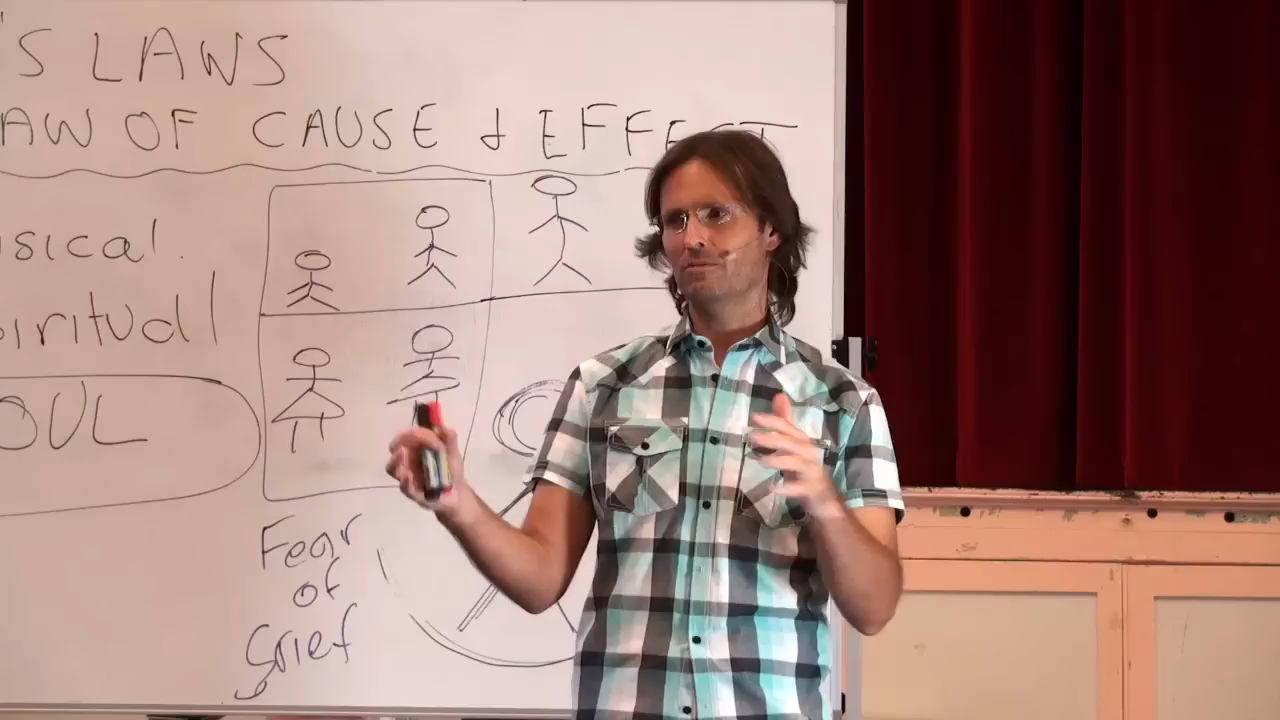 'S LAWS
AW OF CAUSE & EFFECT
sical
piritual
OUL
Fear
of
Grief